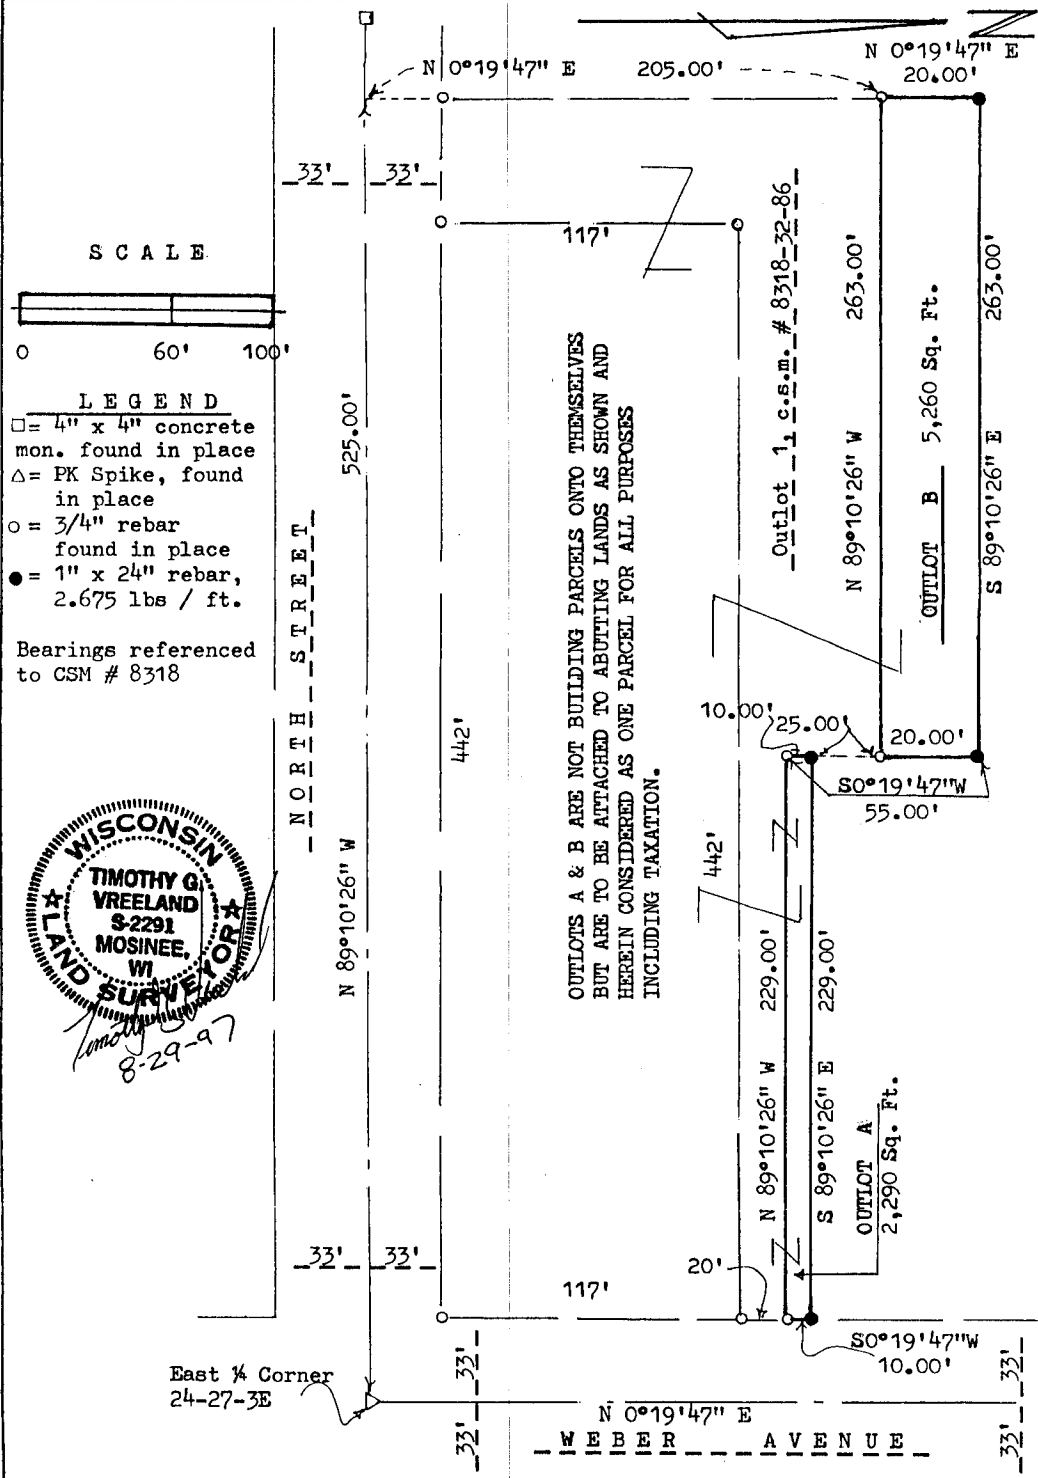 N 0°19'47" E
205.00'
N 0°19'47" E
20.00'
33'
33'
117'
S C A L E
0
60'
100'
L E G E N D
□= 4" x 4" concrete
mon. found in place
△= PK Spike, found
in place
○ = 3/4" rebar
found in place
● = 1" x 24" rebar,
2.675 lbs / ft.
Bearings referenced
to CSM # 8318
525.00'
N 89°10'26" W
N O R T H S T R E E T
442'
OUTLOTS A & B ARE NOT BUILDING PARCELS ONTO THEMSELVES
BUT ARE TO BE ATTACHED TO ABUTTING LANDS AS SHOWN AND
HEREIN CONSIDERED AS ONE PARCEL FOR ALL PURPOSES
INCLUDING TAXATION.
Outlot 1, c.s.m. # 8318-32-86
N 89°10'26" W 263.00'
OUTLOT B 5,260 Sq. Ft.
S 89°10'26" E 263.00'
10.00'
25.00'
20.00'
S0°19'47"W
55.00'
442'
N 89°10'26" W 229.00'
S 89°10'26" E 229.00'
OUTLOT A
2,290 Sq. Ft.
WISCONSIN
TIMOTHY G.
VREELAND
S-2291
MOSINEE,
WI
LAND SURVEYOR
8-29-97
33'
33'
117'
20'
S0°19'47"W
10.00'
East ¼ Corner
24-27-3E
33'
33'
N 0°19'47" E
33'
33'
W E B E R A V E N U E